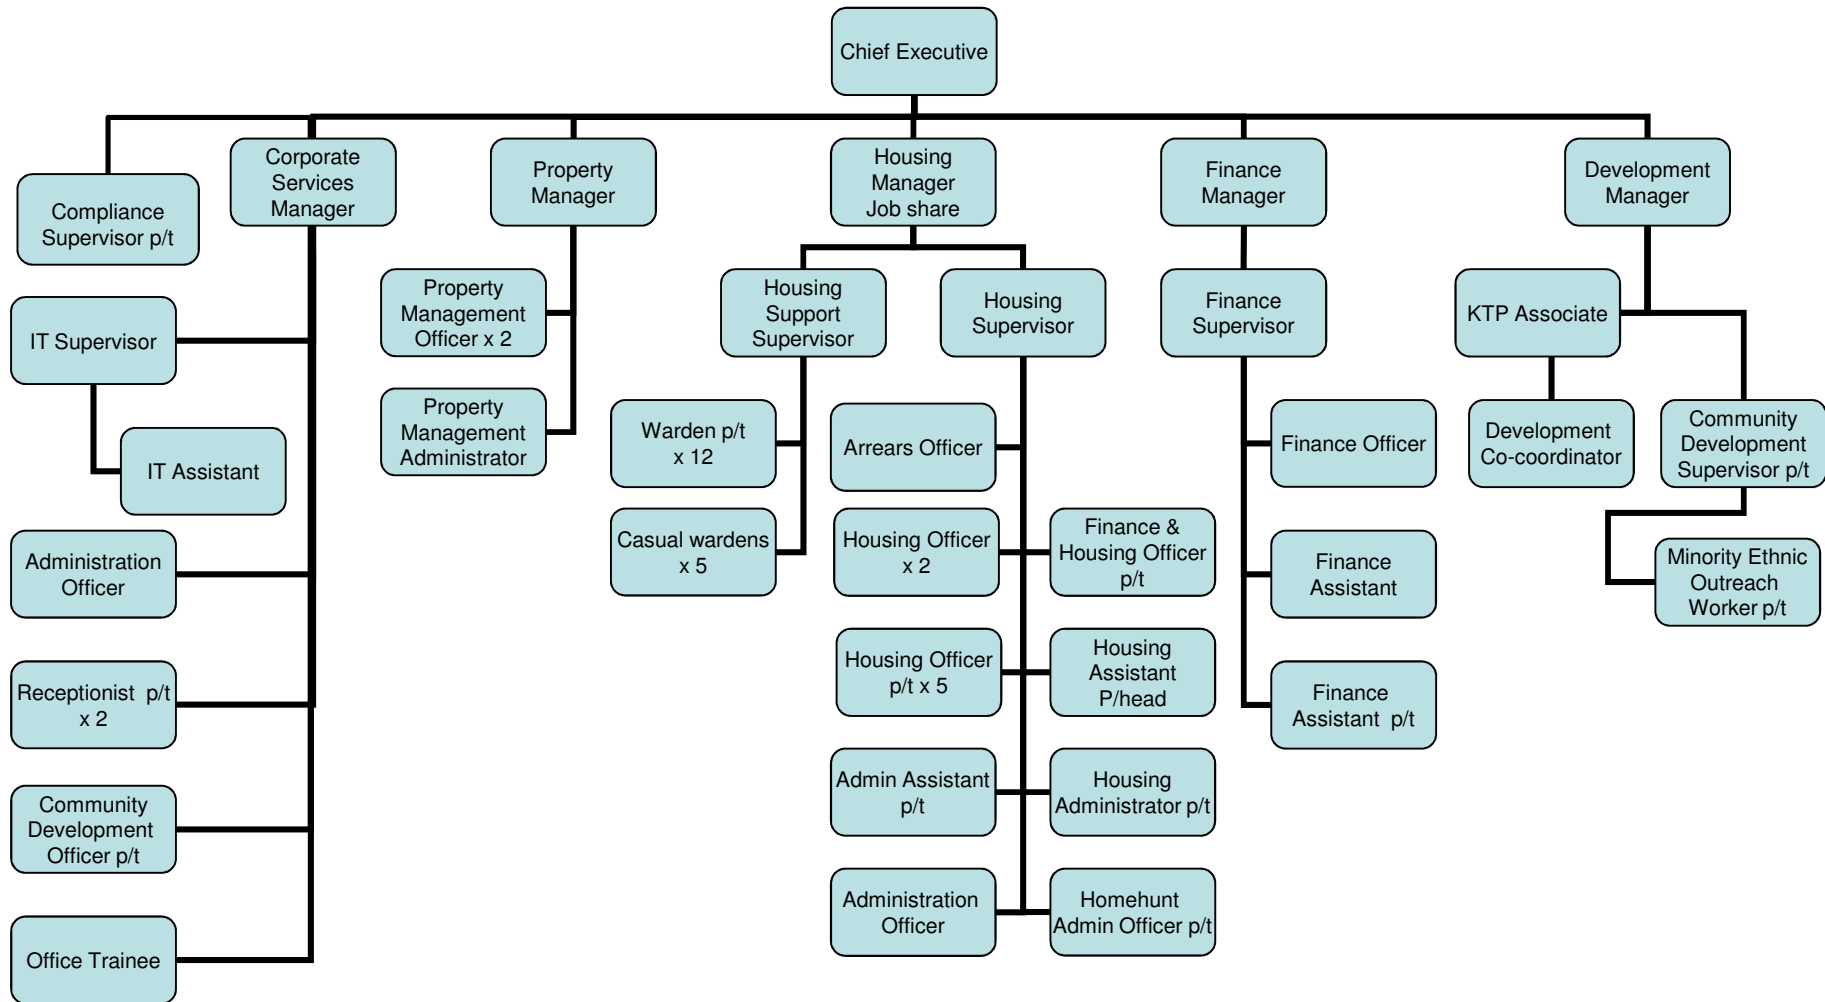 Chief Executive
Compliance
Supervisor p/t
Corporate
Services
Manager
Property
Manager
Housing
Manager
Job share
Finance
Manager
Development
Manager
IT Supervisor
IT Assistant
Administration
Officer
Receptionist p/t
x 2
Community
Development
Officer p/t
Office Trainee
Property
Management
Officer x 2
Property
Management
Administrator
Housing
Support
Supervisor
Housing
Supervisor
Warden p/t
x 12
Casual wardens
x 5
Arrears Officer
Housing Officer
x 2
Finance &
Housing Officer
p/t
Housing Officer
p/t x 5
Housing
Assistant
P/head
Admin Assistant
p/t
Housing
Administrator p/t
Administration
Officer
Homehunt
Admin Officer p/t
Finance
Supervisor
Finance Officer
Finance
Assistant
Finance
Assistant p/t
KTP Associate
Development
Co-coordinator
Community
Development
Supervisor p/t
Minority Ethnic
Outreach
Worker p/t